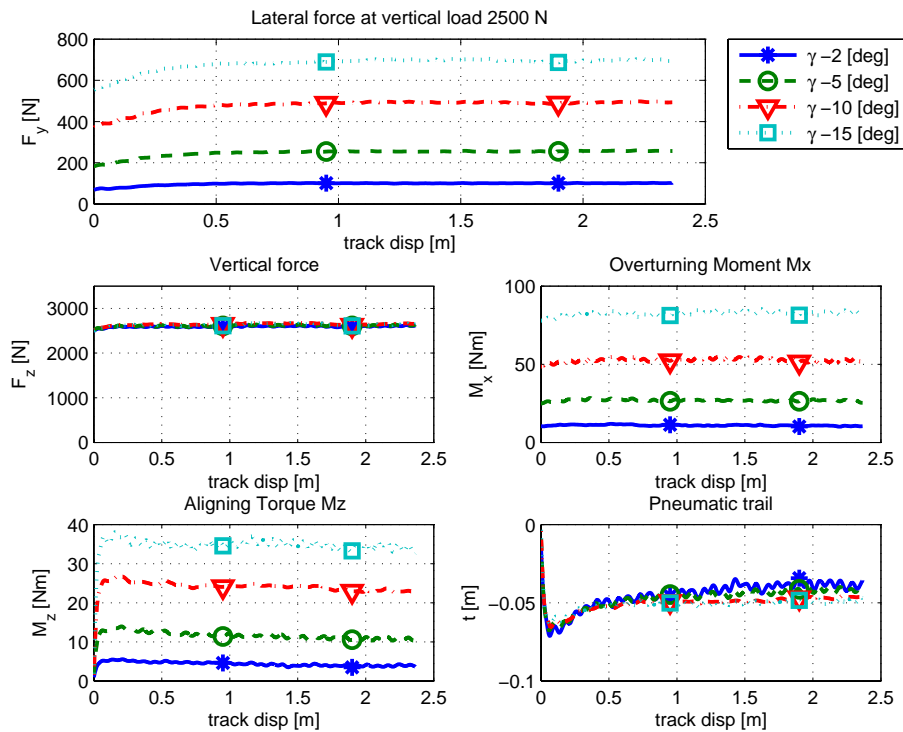 Lateral force at vertical load 2500 N
800
600
400
200
0
F_y [N]
0 0.5 1 1.5 2 2.5
track disp [m]
γ −2 [deg]
γ −5 [deg]
γ −10 [deg]
γ −15 [deg]
Vertical force
3000
2000
1000
0
F_z [N]
0 0.5 1 1.5 2 2.5
track disp [m]
Overturning Moment Mx
100
50
0
M_x [Nm]
0 0.5 1 1.5 2 2.5
track disp [m]
Aligning Torque Mz
40
30
20
10
0
M_z [Nm]
0 0.5 1 1.5 2 2.5
track disp [m]
Pneumatic trail
0
−0.05
−0.1
t [m]
0 0.5 1 1.5 2 2.5
track disp [m]